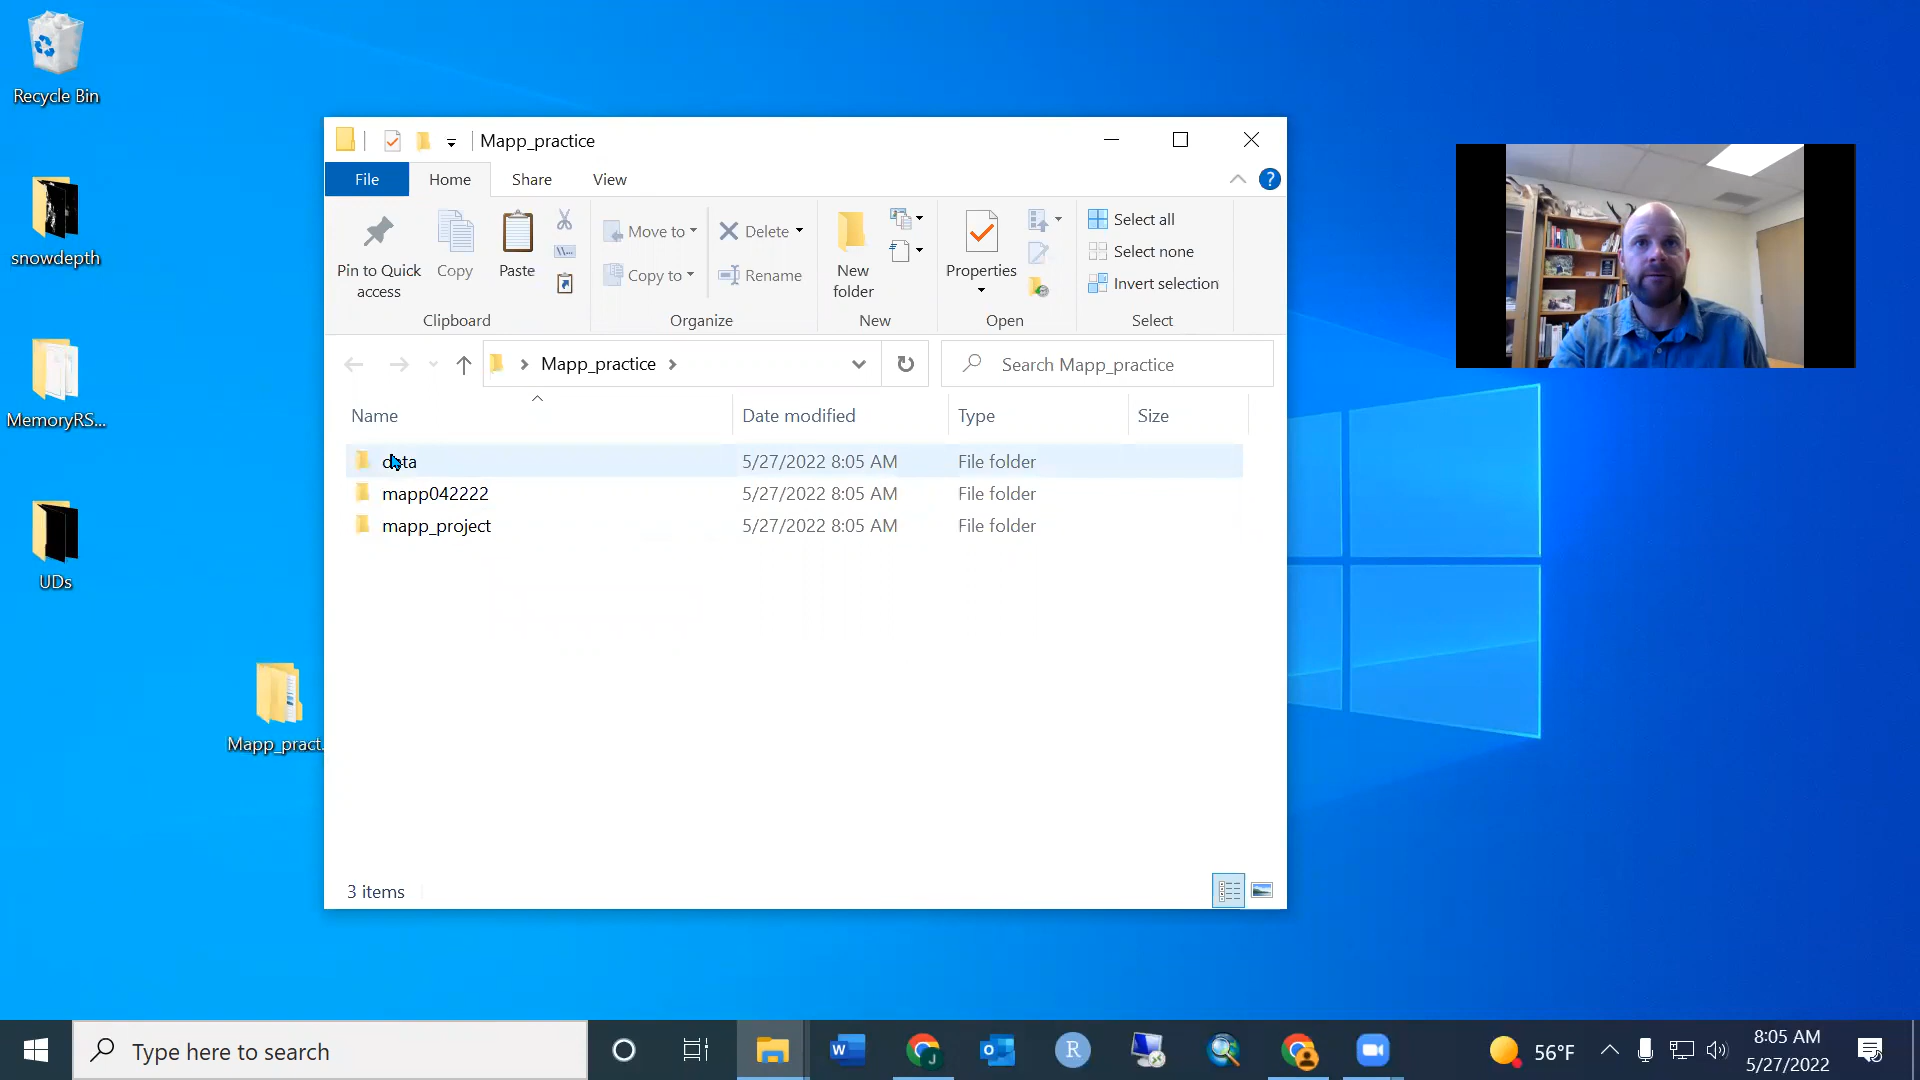 Recycle Bin
snowdepth
MemoryRS...
UDs
Mapp_pract...
Mapp_practice
File
Home
Share
View
Pin to Quick access
Copy
Paste
Clipboard
Move to
Copy to
Delete
Rename
Organize
New folder
New
Properties
Open
Select all
Select none
Invert selection
Select
Mapp_practice
Search Mapp_practice
Name
Date modified
Type
Size
data 5/27/2022 8:05 AM File folder
mapp042222 5/27/2022 8:05 AM File folder
mapp_project 5/27/2022 8:05 AM File folder
3 items
Type here to search
56°F
8:05 AM
5/27/2022